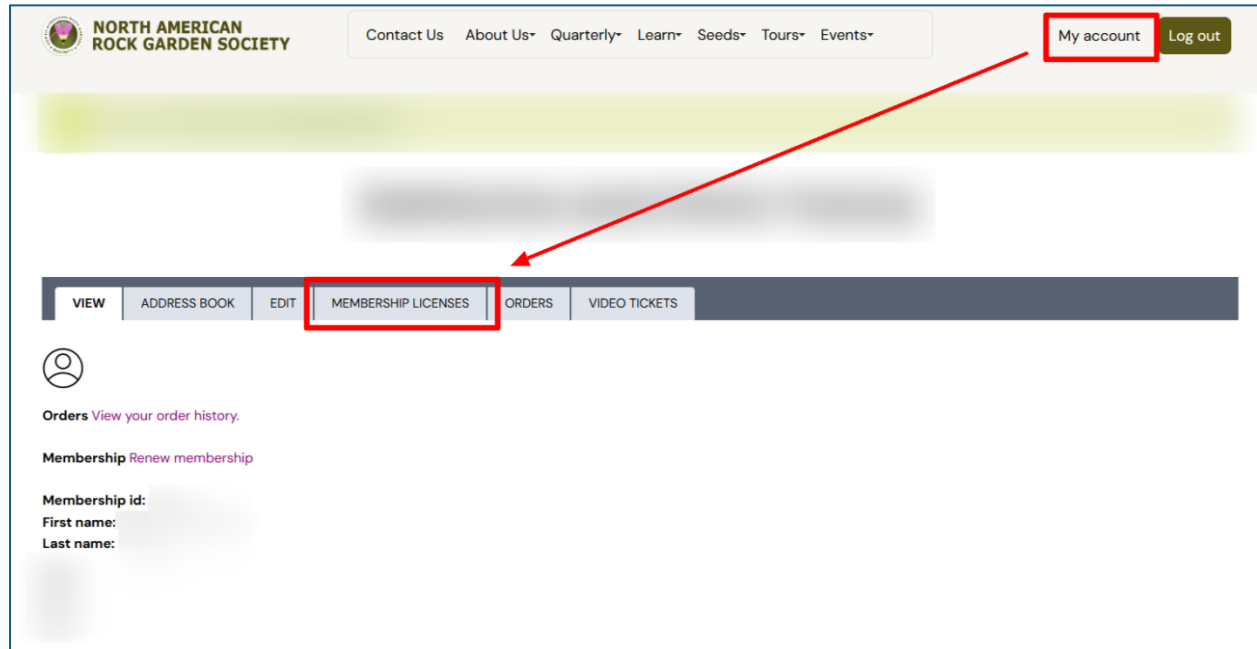 NORTH AMERICAN
ROCK GARDEN SOCIETY
Contact Us About Us Quarterly Learn Seeds Tours Events
My account Log out
VIEW ADDRESS BOOK EDIT MEMBERSHIP LICENSES ORDERS VIDEO TICKETS
Orders View your order history.
Membership Renew membership
Membership id:
First name:
Last name: